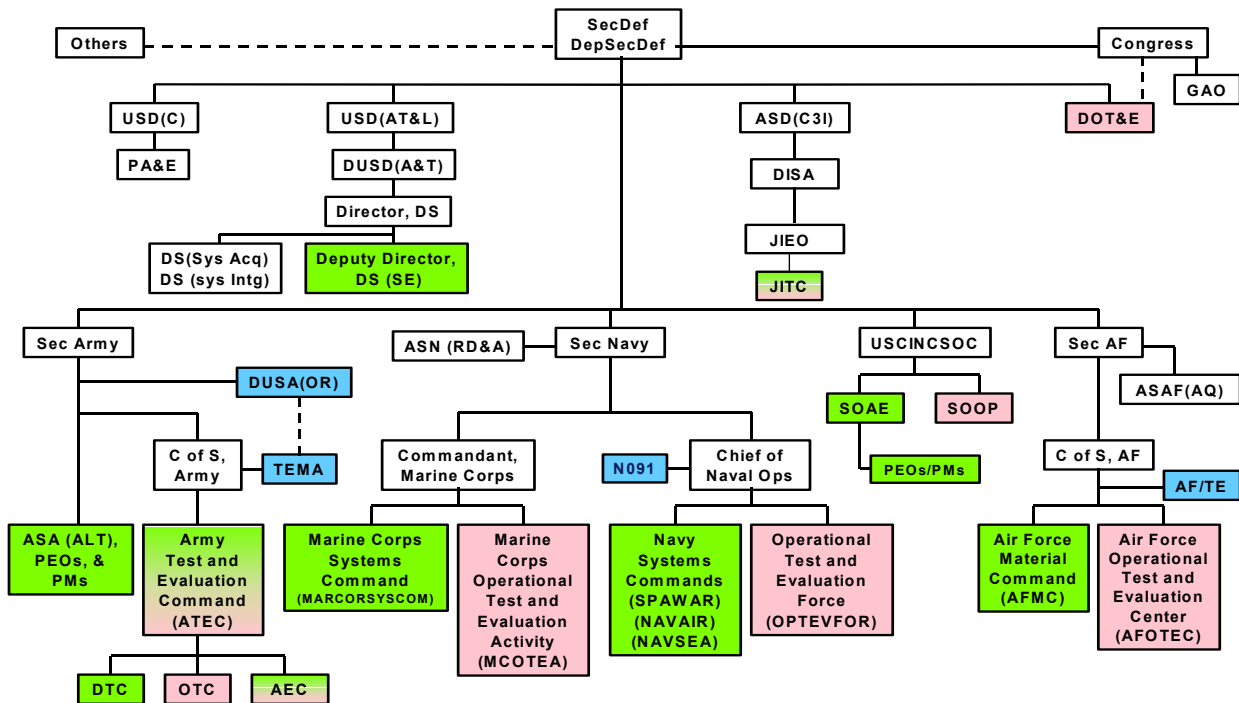 SecDef
DepSecDef
Others
Congress
GAO
USD(C)
USD(AT&L)
ASD(C3I)
DOT&E
PA&E
DUSD(A&T)
DISA
Director, DS
JIEO
DS(Sys Acq)
DS (sys Intg)
Deputy Director,
DS (SE)
JITC
Sec Army
ASN (RD&A)
Sec Navy
USCINCSOC
Sec AF
DUSA(OR)
ASAF(AQ)
SOAE
SOOP
C of S,
Army
TEMA
Commandant,
Marine Corps
N091
Chief of
Naval Ops
PEOs/PMs
C of S, AF
AF/TE
ASA (ALT),
PEOs, &
PMs
Army
Test and
Evaluation
Command
(ATEC)
Marine Corps
Systems
Command
(MARCORSYSCOM)
Marine
Corps
Operational
Test and
Evaluation
Activity
(MCOTEA)
Navy
Systems
Commands
(SPAWAR)
(NAVAIR)
(NAVSEA)
Operational
Test and
Evaluation
Force
(OPTEVFOR)
Air Force
Material
Command
(AFMC)
Air Force
Operational
Test and
Evaluation
Center
(AFOTEC)
DTC
OTC
AEC